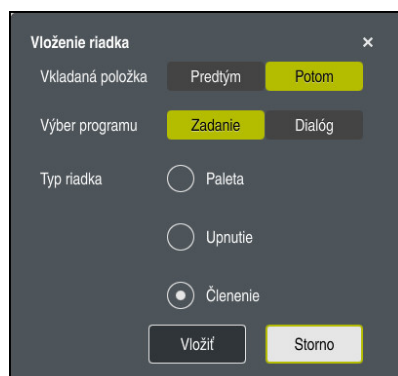 Vloženie riadka ×
Vkladaná položka Predtým Potom
Výber programu Zadanie Dialóg
Typ riadka Paleta
Upnutie
Členenie
Vložiť Storno